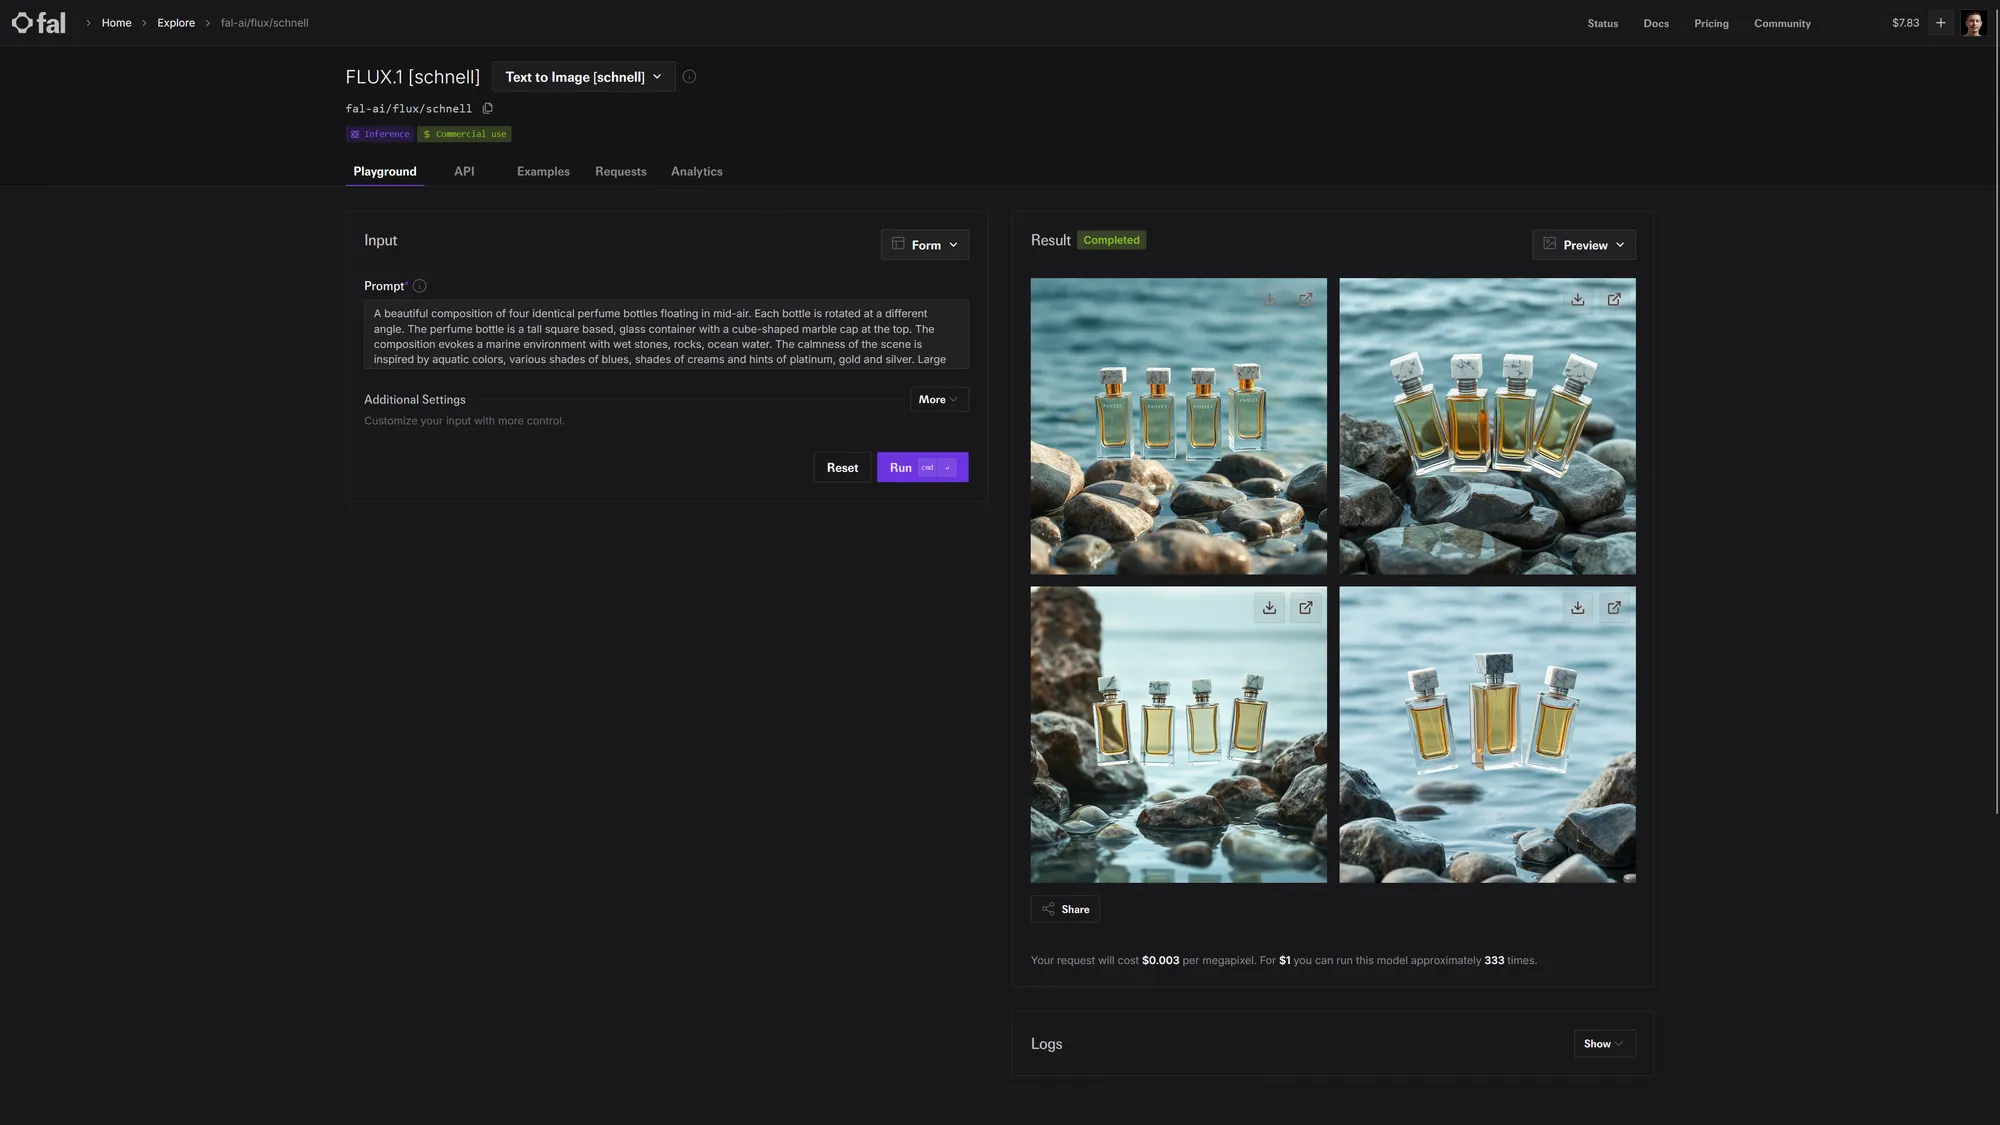 fal
Home
Explore
fal-ai/flux/schnell
Status
Docs
Pricing
Community
$7.83
FLUX.1 [schnell]
Text to Image [schnell]
fal-ai/flux/schnell
Inference
$ Commercial use
Playground
API
Examples
Requests
Analytics
Input
Form
Prompt*
A beautiful composition of four identical perfume bottles floating in mid-air. Each bottle is rotated at a different
angle. The perfume bottle is a tall square based, glass container with a cube-shaped marble cap at the top. The
composition evokes a marine environment with wet stones, rocks, ocean water. The calmness of the scene is
inspired by aquatic colors, various shades of blues, shades of creams and hints of platinum, gold and silver. Large
Additional Settings
More
Customize your input with more control.
Reset
Run cmd
Result
Completed
Preview
Share
Your request will cost $0.003 per megapixel. For $1 you can run this model approximately 333 times.
Logs
Show